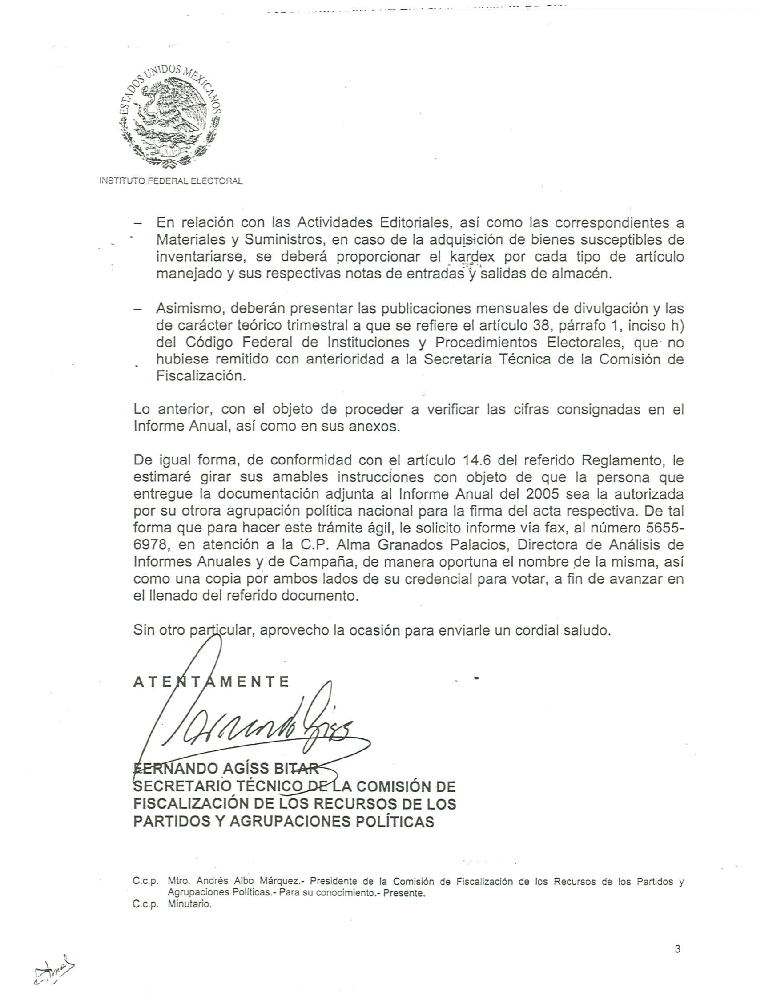 ESTADOS UNIDOS MEXICANOS
INSTITUTO FEDERAL ELECTORAL
– En relación con las Actividades Editoriales, así como las correspondientes a
Materiales y Suministros, en caso de la adquisición de bienes susceptibles de
inventariarse, se deberá proporcionar el kardex por cada tipo de artículo
manejado y sus respectivas notas de entradas y salidas de almacén.
– Asimismo, deberán presentar las publicaciones mensuales de divulgación y las
de carácter teórico trimestral a que se refiere el artículo 38, párrafo 1, inciso h)
del Código Federal de Instituciones y Procedimientos Electorales, que no
hubiese remitido con anterioridad a la Secretaría Técnica de la Comisión de
Fiscalización.
Lo anterior, con el objeto de proceder a verificar las cifras consignadas en el
Informe Anual, así como en sus anexos.
De igual forma, de conformidad con el artículo 14.6 del referido Reglamento, le
estimaré girar sus amables instrucciones con objeto de que la persona que
entregue la documentación adjunta al Informe Anual del 2005 sea la autorizada
por su otrora agrupación política nacional para la firma del acta respectiva. De tal
forma que para hacer este trámite ágil, le solicito informe vía fax, al número 5655-
6978, en atención a la C.P. Alma Granados Palacios, Directora de Análisis de
Informes Anuales y de Campaña, de manera oportuna el nombre de la misma, así
como una copia por ambos lados de su credencial para votar, a fin de avanzar en
el llenado del referido documento.
Sin otro particular, aprovecho la ocasión para enviarle un cordial saludo.
A T E N T A M E N T E
FERNANDO AGÍSS BITAR
SECRETARIO TÉCNICO DE LA COMISIÓN DE
FISCALIZACIÓN DE LOS RECURSOS DE LOS
PARTIDOS Y AGRUPACIONES POLÍTICAS
C.c.p. Mtro. Andrés Albo Márquez.- Presidente de la Comisión de Fiscalización de los Recursos de los Partidos y
Agrupaciones Políticas.- Para su conocimiento.- Presente.
C.c.p. Minutario.
3